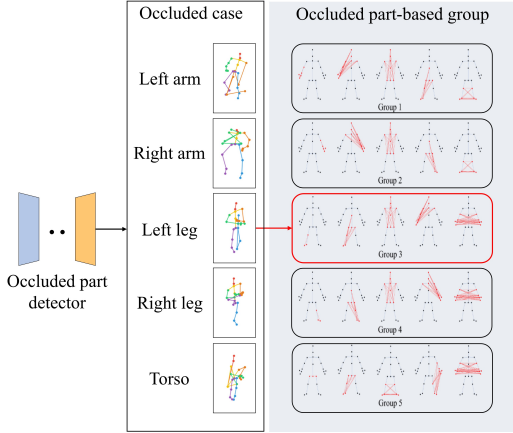 Occluded case
Occluded part-based group
Left arm
Group 1
Right arm
Group 2
Left leg
Group 3
Occluded part
detector
Right leg
Group 4
Torso
Group 5